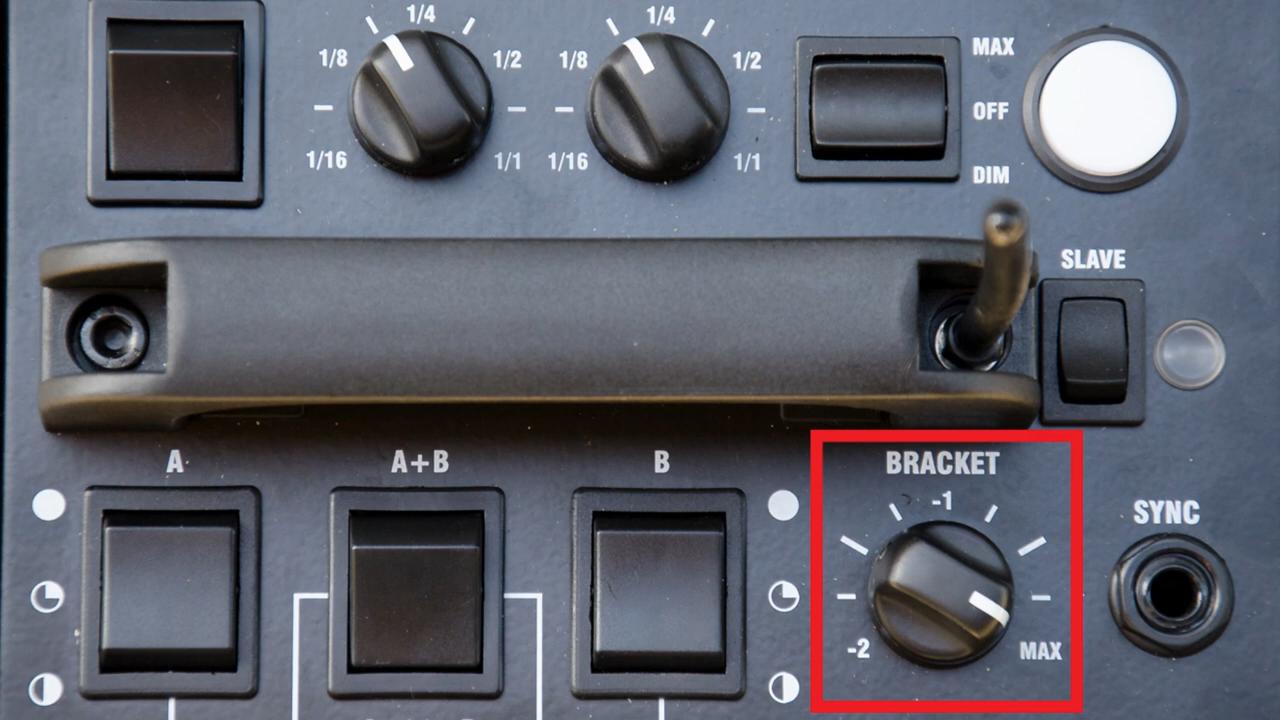 1/4
1/4
1/8
1/2
1/8
1/2
MAX
OFF
1/16
1/1
1/16
1/1
DIM
SLAVE
A
A+B
B
BRACKET
-1
SYNC
-2
MAX